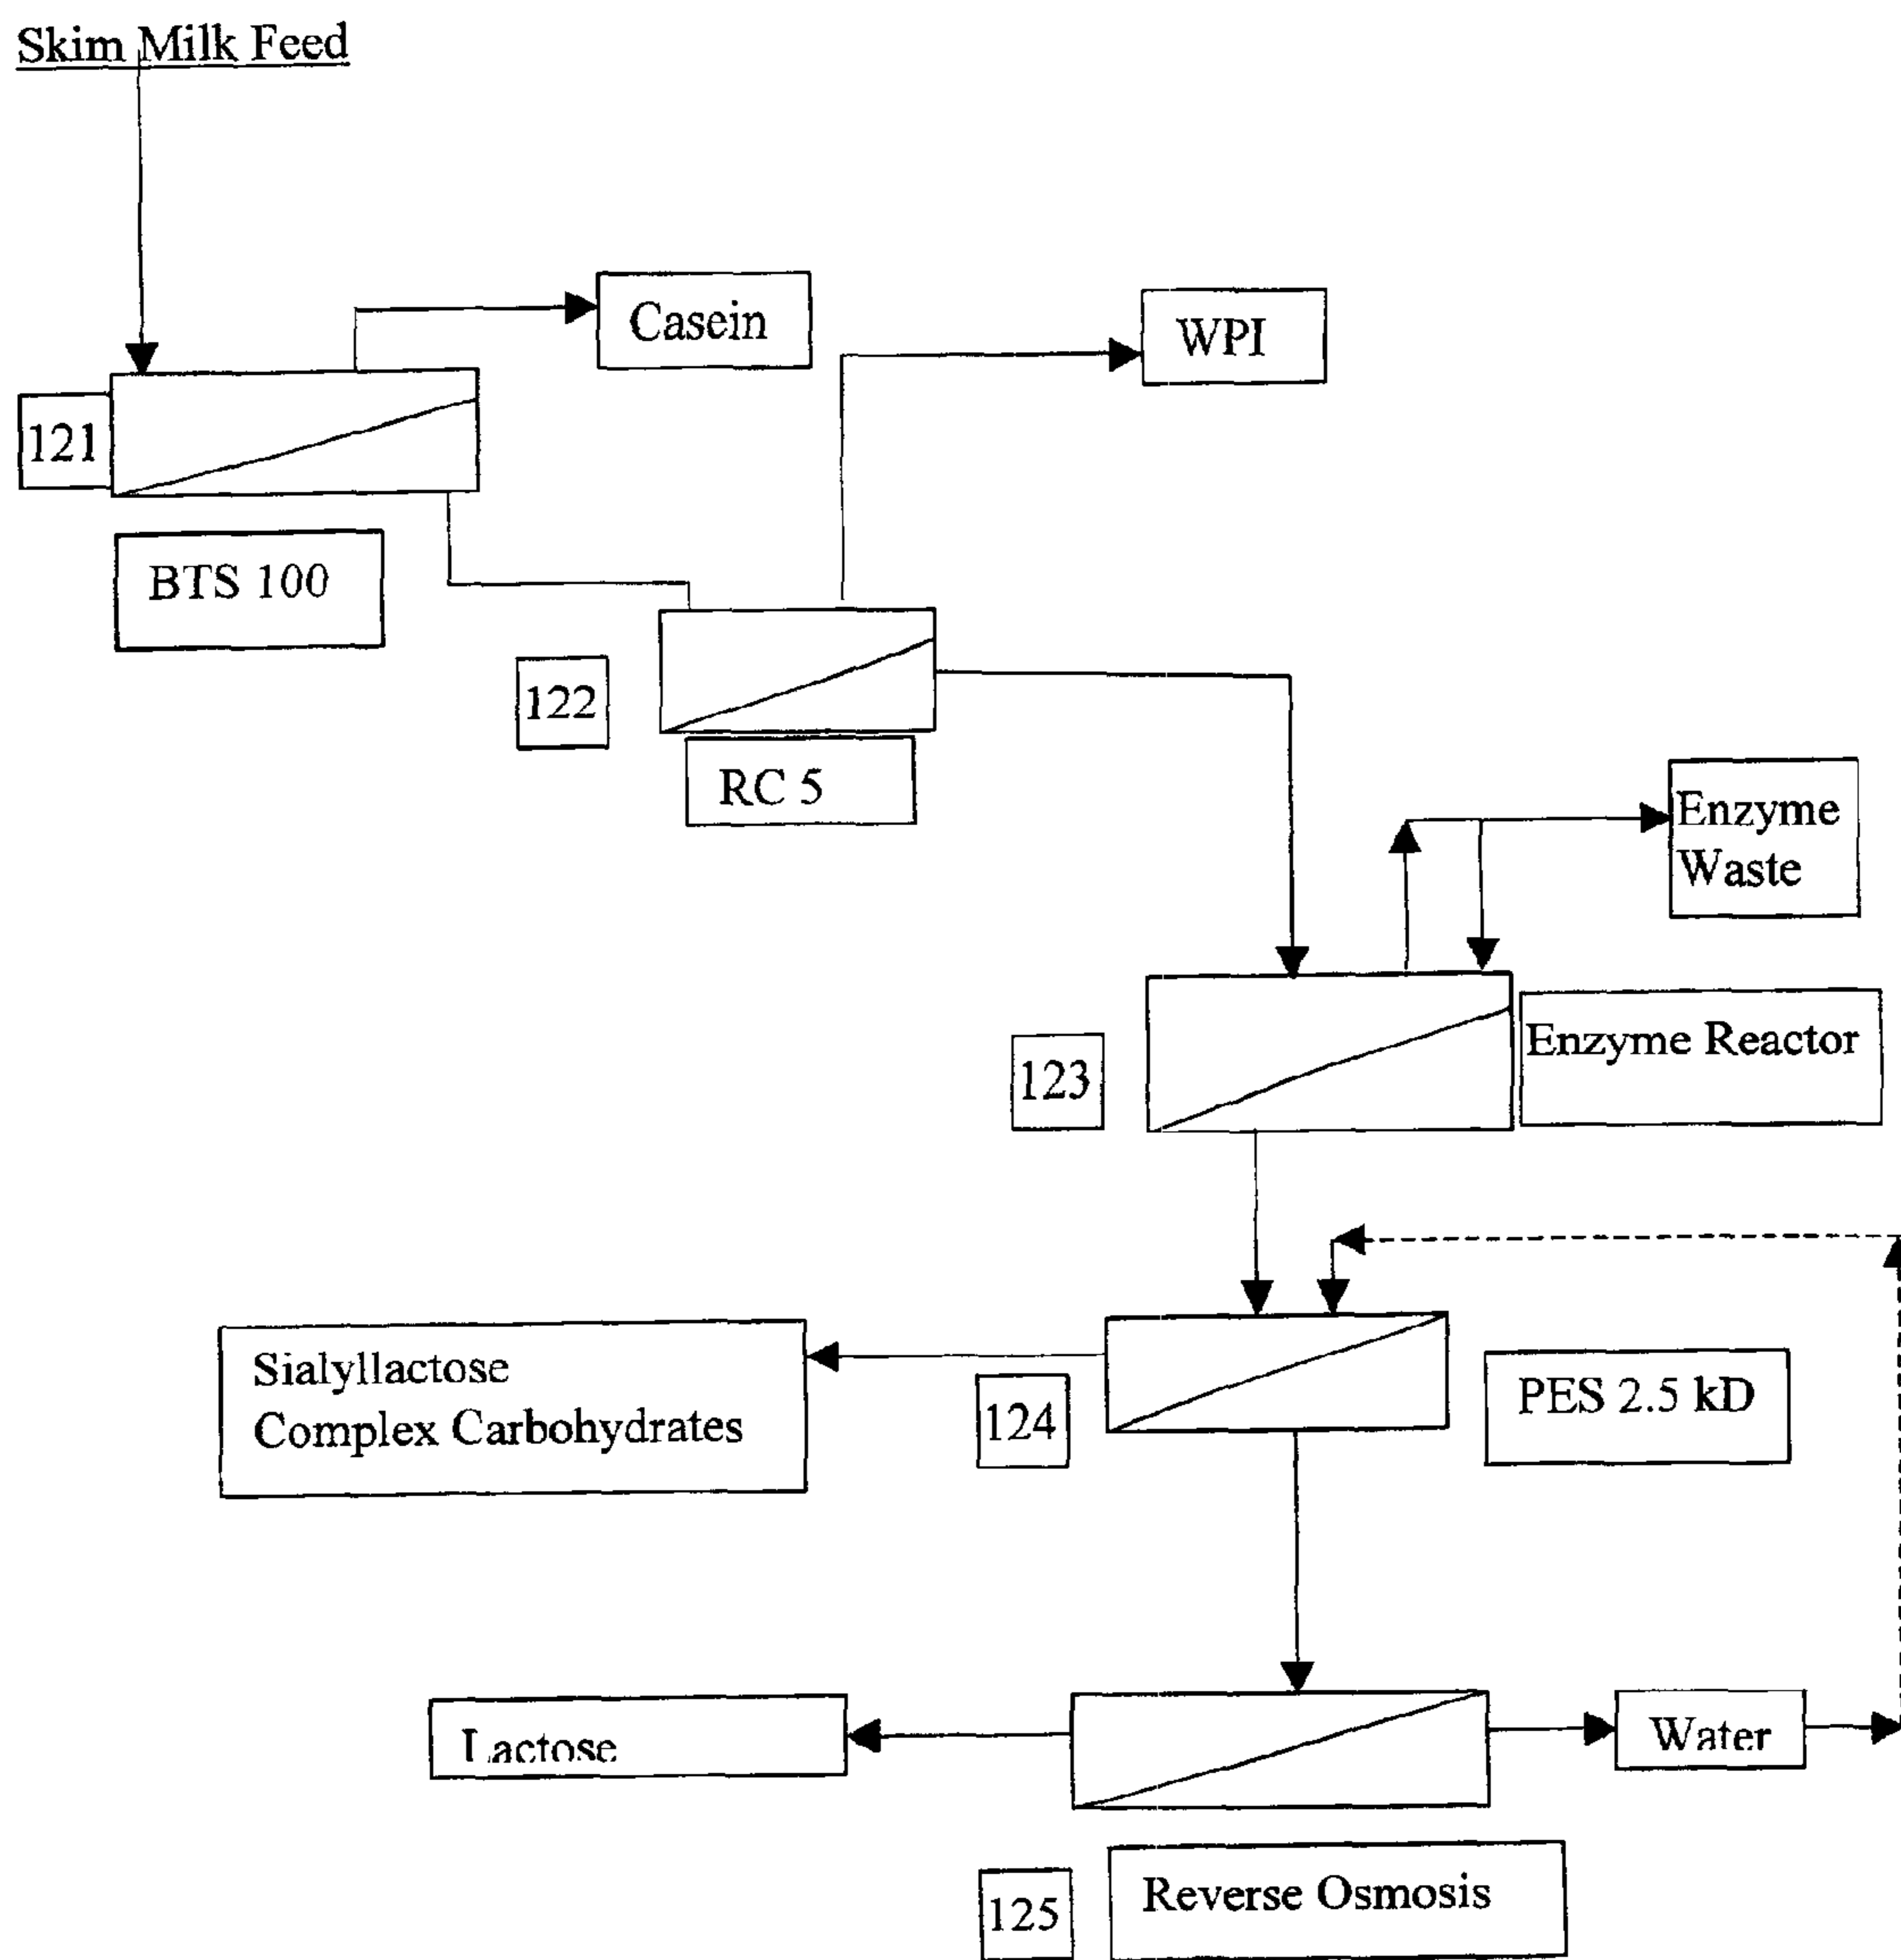 Skim Milk Feed
Casein
WPI
121
BTS 100
122
RC 5
Enzyme
Waste
Enzyme Reactor
123
Sialyllactose
Complex Carbohydrates
124
PES 2.5 kD
Lactose
Water
125
Reverse Osmosis